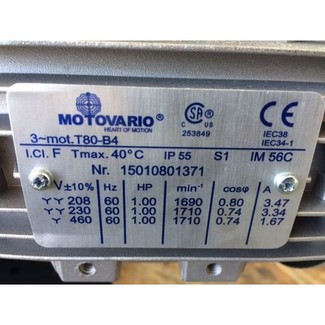 MOTOVARIO®
HEART OF MOTION
C US
253849
CE
IEC38
IEC34-1
3~mot.T80-B4
I.Cl. F Tmax. 40°C IP 55 S1 IM 56C
Nr. 15010801371
V±10% Hz HP min⁻¹ cosφ A
YY 208 60 1.00 1690 0.80 3.47
YY 230 60 1.00 1710 0.74 3.34
Y 460 60 1.00 1710 0.74 1.67